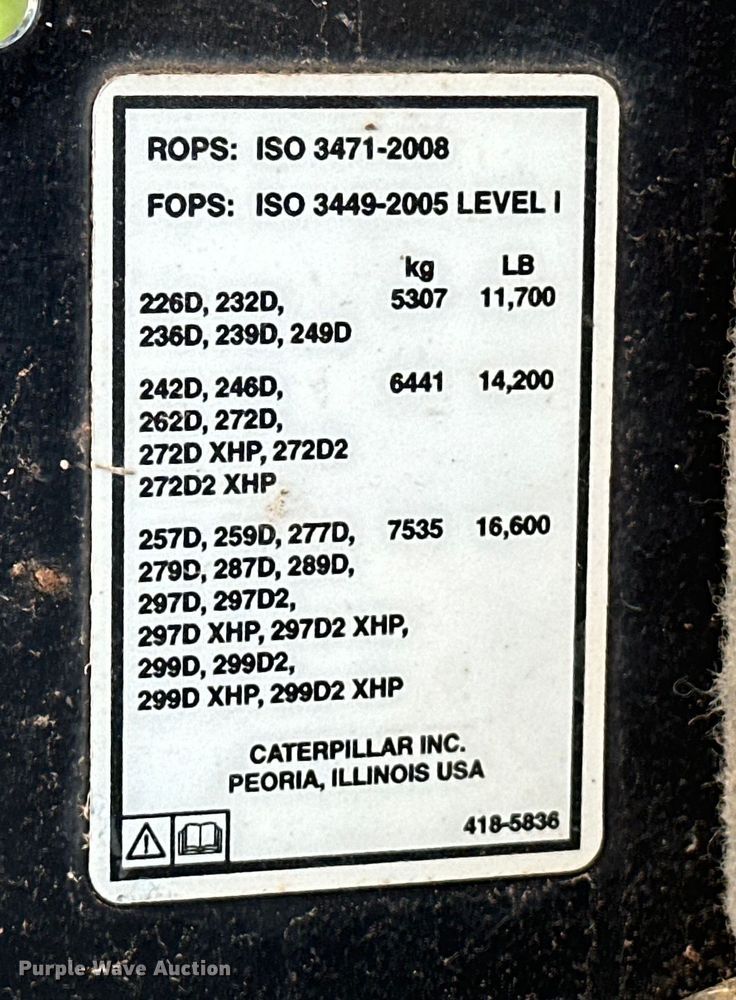 ROPS: ISO 3471-2008
FOPS: ISO 3449-2005 LEVEL I
kg LB
226D, 232D, 5307 11,700
236D, 239D, 249D
242D, 246D, 6441 14,200
262D, 272D,
272D XHP, 272D2
272D2 XHP
257D, 259D, 277D, 7535 16,600
279D, 287D, 289D,
297D, 297D2,
297D XHP, 297D2 XHP,
299D, 299D2,
299D XHP, 299D2 XHP
CATERPILLAR INC.
PEORIA, ILLINOIS USA
418-5836
Purple Wave Auction